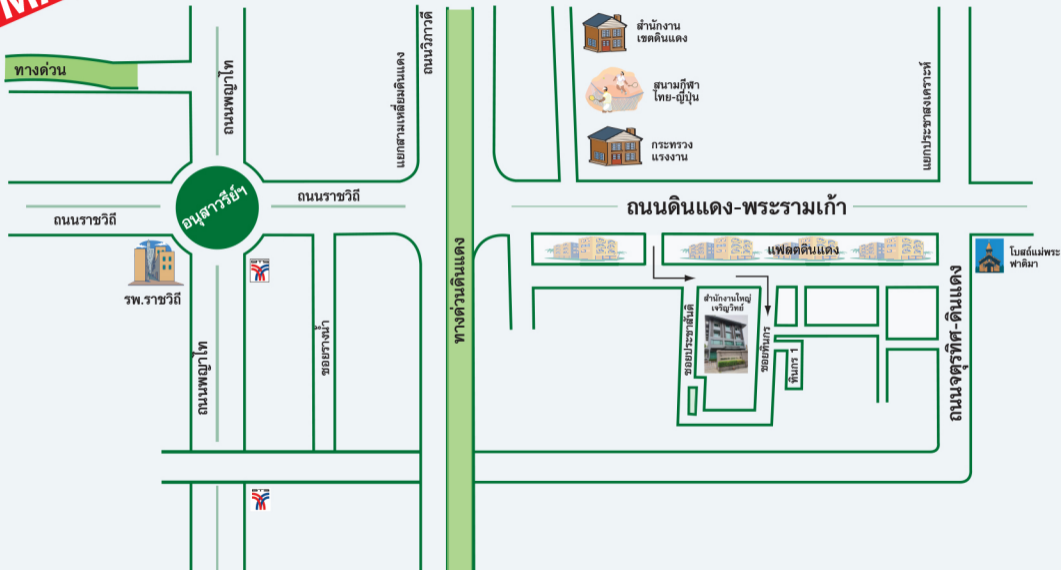 MA
ทางด่วน
ถนนพญาไท
แยกสามเหลี่ยมดินแดง
ถนนวิภาวดี
สำนักงาน
เขตดินแดง
สนามกีฬา
ไทย-ญี่ปุ่น
กระทรวง
แรงงาน
แยกประชาสงเคราะห์
ถนนราชวิถี
อนุสาวรีย์ฯ
ถนนราชวิถี
ถนนดินแดง-พระรามเก้า
รพ.ราชวิถี
แฟลตดินแดง
โบสถ์แม่พระ
ฟาติมา
ถนนพญาไท
ซอยรางน้ำ
ทางด่วนดินแดง
ซอยประชาสันติ
สำนักงานใหญ่
เจริญวิทย์
ซอยทินกร
ทินกร 1
ถนนจตุรทิศ-ดินแดง